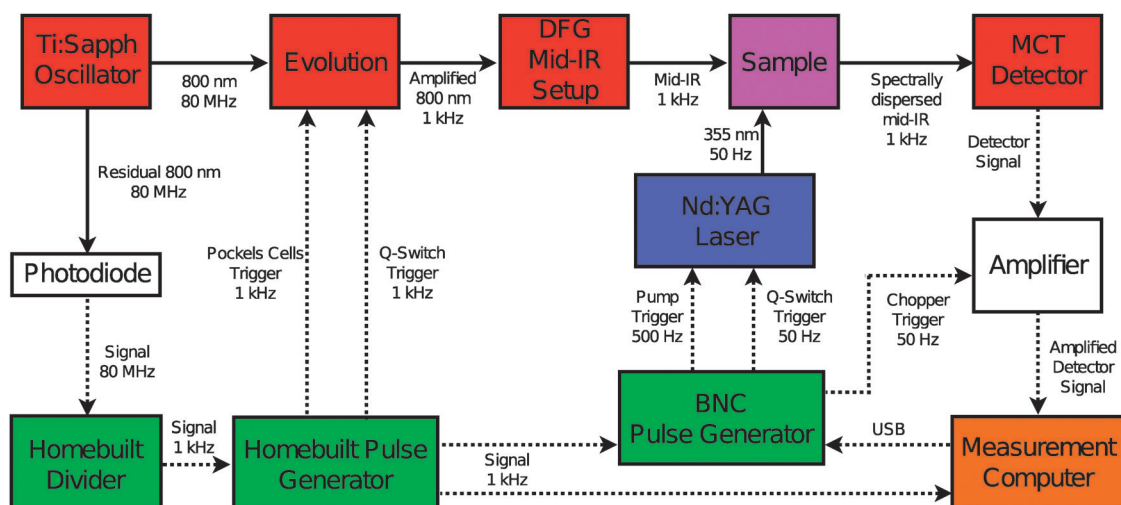 Ti:Sapph
Oscillator
800 nm
80 MHz
Evolution
Amplified
800 nm
1 kHz
DFG
Mid-IR
Setup
Mid-IR
1 kHz
Sample
Spectrally
dispersed
mid-IR
1 kHz
MCT
Detector
Residual 800 nm
80 MHz
355 nm
50 Hz
Detector
Signal
Nd:YAG
Laser
Photodiode
Pockels Cells
Trigger
1 kHz
Q-Switch
Trigger
1 kHz
Amplifier
Pump
Trigger
500 Hz
Q-Switch
Trigger
50 Hz
Chopper
Trigger
50 Hz
Signal
80 MHz
Amplified
Detector
Signal
Homebuilt
Divider
Signal
1 kHz
Homebuilt Pulse
Generator
Signal
1 kHz
BNC
Pulse Generator
USB
Measurement
Computer